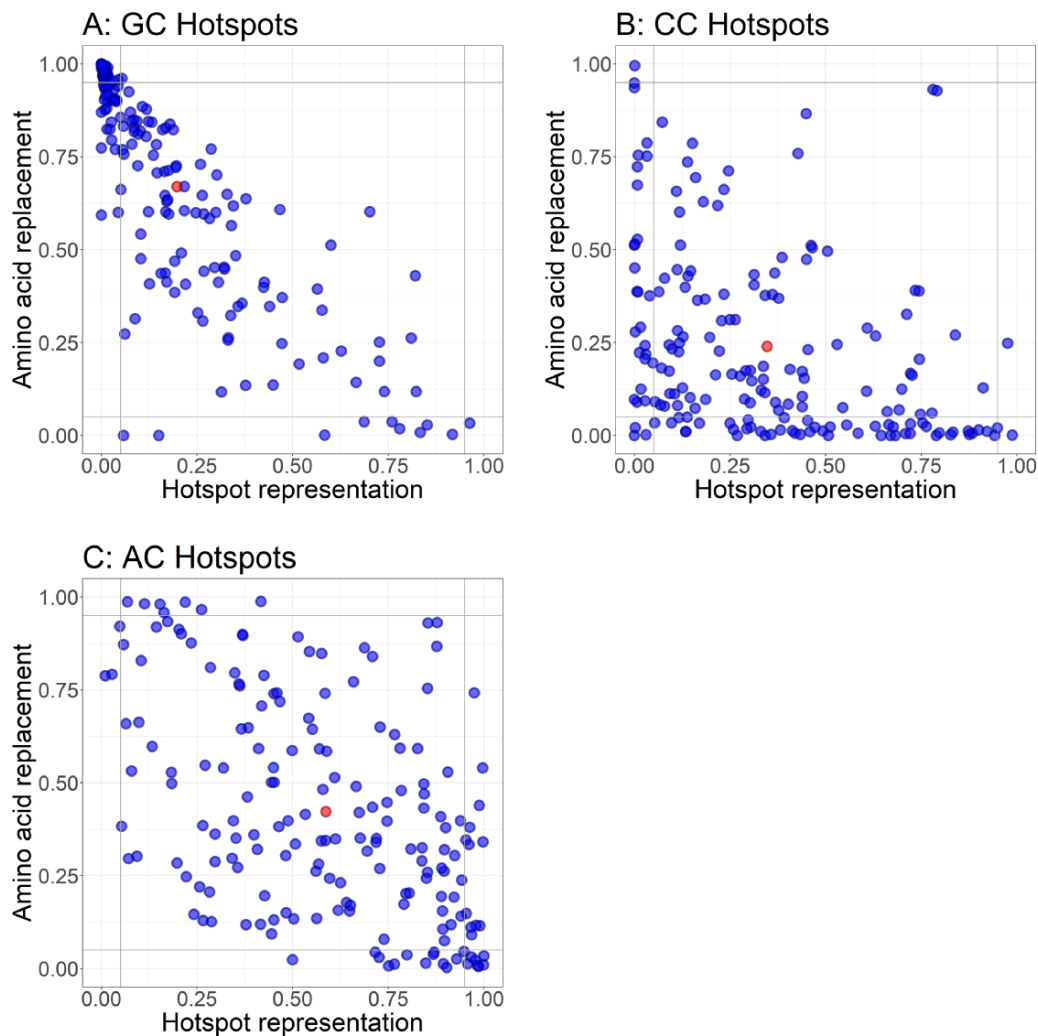 A: GC Hotspots
Amino acid replacement
1.00
0.75
0.50
0.25
0.00
0.00 0.25 0.50 0.75 1.00
Hotspot representation
B: CC Hotspots
Amino acid replacement
1.00
0.75
0.50
0.25
0.00
0.00 0.25 0.50 0.75 1.00
Hotspot representation
C: AC Hotspots
Amino acid replacement
1.00
0.75
0.50
0.25
0.00
0.00 0.25 0.50 0.75 1.00
Hotspot representation